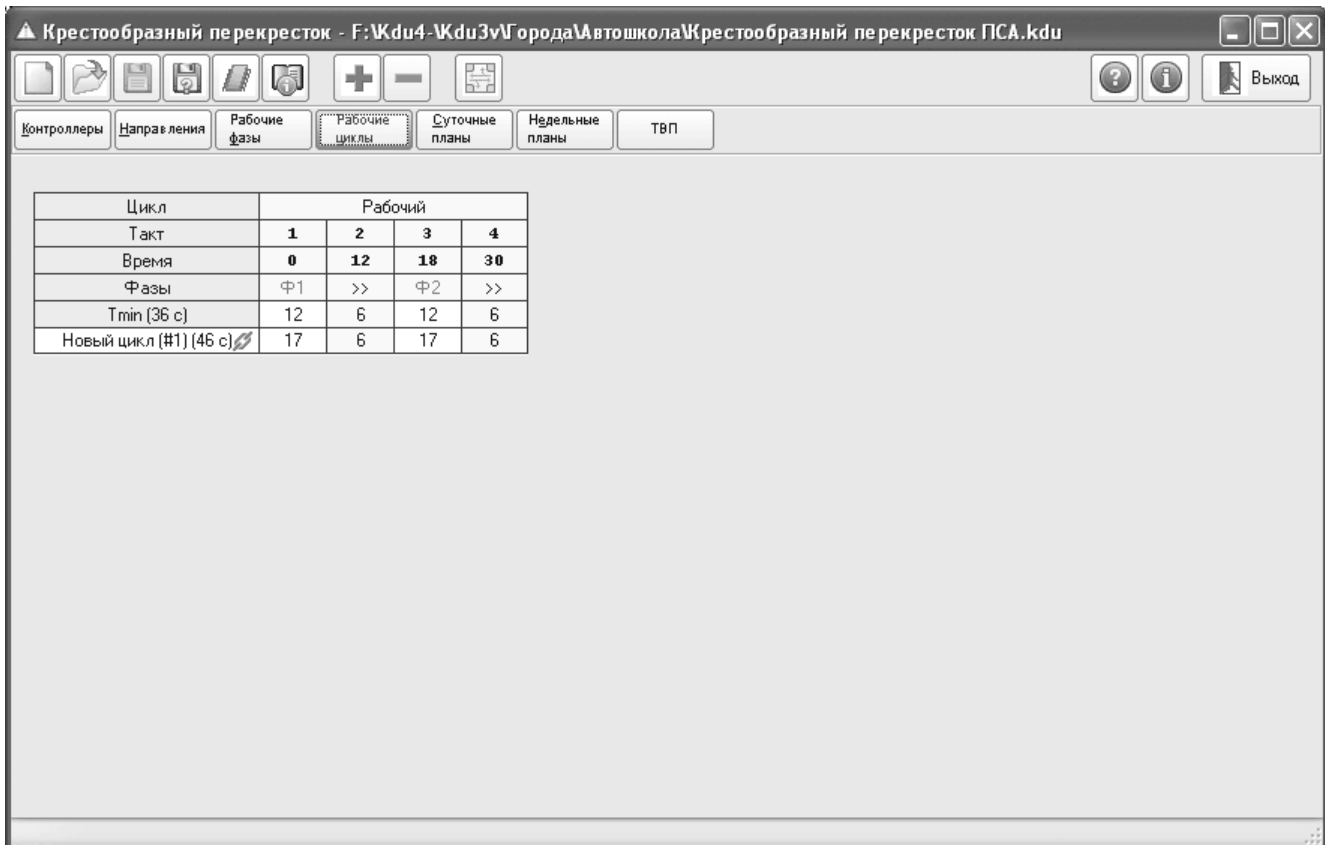 Крестообразный перекресток - F:\Kdu4-\Kdu3v\Города\Автошкола\Крестообразный перекресток ПСА.kdu
Выход
Контроллеры Направления Рабочие фазы Рабочие циклы Суточные планы Недельные планы ТВП
Цикл Рабочий
Такт 1 2 3 4
Время 0 12 18 30
Фазы Ф1 >> Ф2 >>
Tmin (36 с) 12 6 12 6
Новый цикл (#1) (46 с) 17 6 17 6